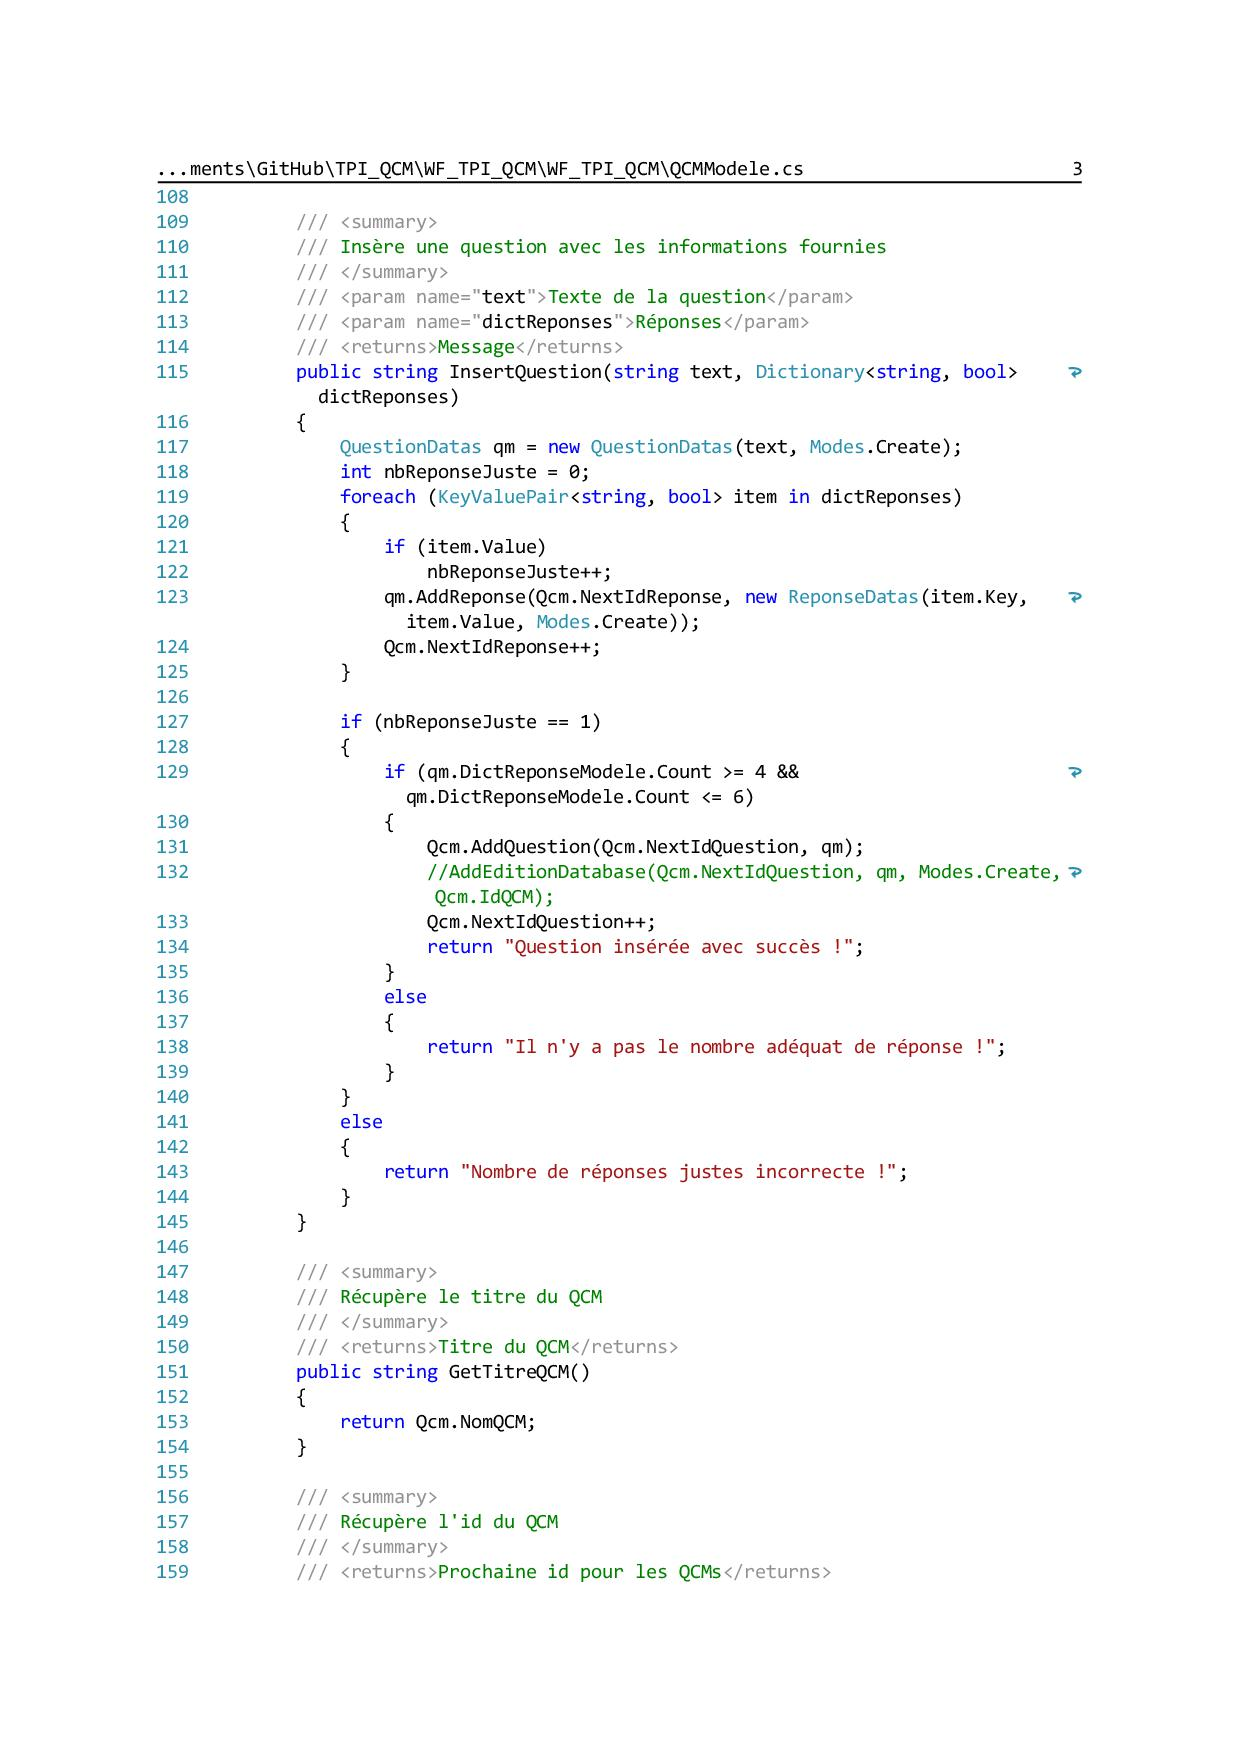 ...ments\GitHub\TPI_QCM\WF_TPI_QCM\WF_TPI_QCM\QCMModele.cs 3
108
109 /// <summary>
110 /// Insère une question avec les informations fournies
111 /// </summary>
112 /// <param name="text">Texte de la question</param>
113 /// <param name="dictReponses">Réponses</param>
114 /// <returns>Message</returns>
115 public string InsertQuestion(string text, Dictionary<string, bool>
dictReponses)
116 {
117 QuestionDatas qm = new QuestionDatas(text, Modes.Create);
118 int nbReponseJuste = 0;
119 foreach (KeyValuePair<string, bool> item in dictReponses)
120 {
121 if (item.Value)
122 nbReponseJuste++;
123 qm.AddReponse(Qcm.NextIdReponse, new ReponseDatas(item.Key,
item.Value, Modes.Create));
124 Qcm.NextIdReponse++;
125 }
126
127 if (nbReponseJuste == 1)
128 {
129 if (qm.DictReponseModele.Count >= 4 &&
qm.DictReponseModele.Count <= 6)
130 {
131 Qcm.AddQuestion(Qcm.NextIdQuestion, qm);
132 //AddEditionDatabase(Qcm.NextIdQuestion, qm, Modes.Create,
Qcm.IdQCM);
133 Qcm.NextIdQuestion++;
134 return "Question insérée avec succès !";
135 }
136 else
137 {
138 return "Il n'y a pas le nombre adéquat de réponse !";
139 }
140 }
141 else
142 {
143 return "Nombre de réponses justes incorrecte !";
144 }
145 }
146
147 /// <summary>
148 /// Récupère le titre du QCM
149 /// </summary>
150 /// <returns>Titre du QCM</returns>
151 public string GetTitreQCM()
152 {
153 return Qcm.NomQCM;
154 }
155
156 /// <summary>
157 /// Récupère l'id du QCM
158 /// </summary>
159 /// <returns>Prochaine id pour les QCMs</returns>